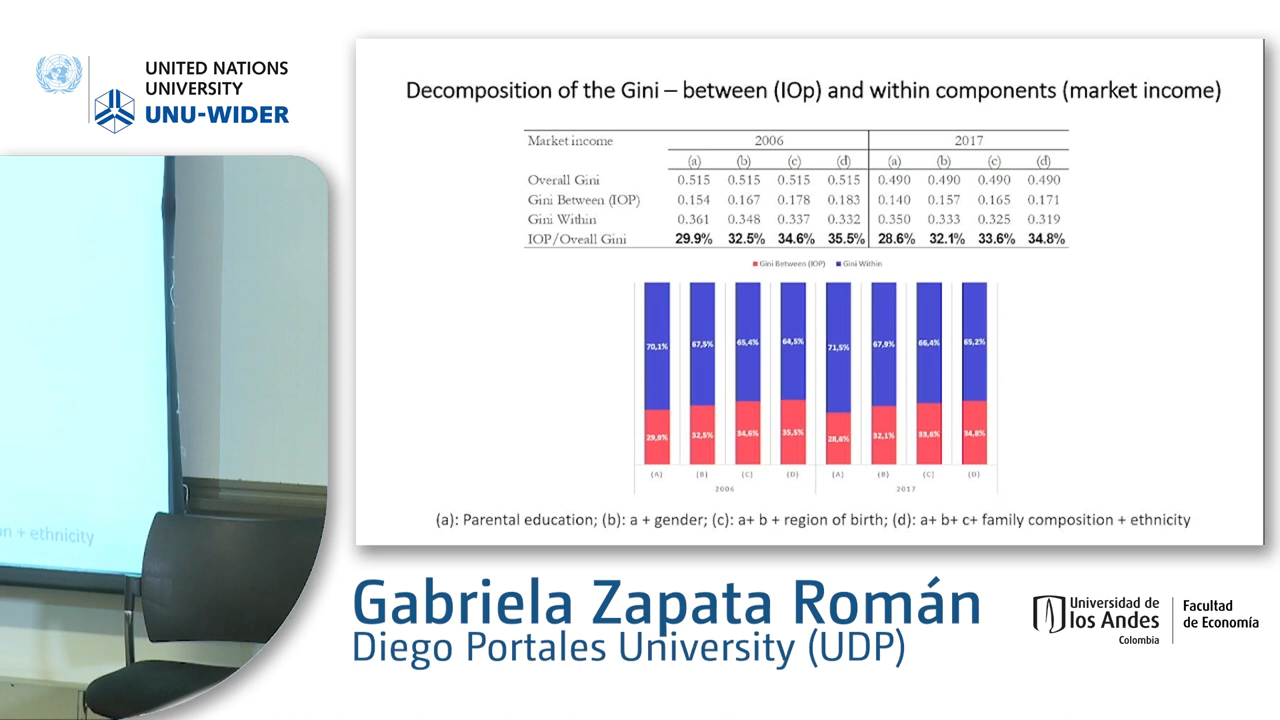 UNITED NATIONS
UNIVERSITY
UNU-WIDER
Decomposition of the Gini – between (IOp) and within components (market income)
Market income 2006 2017
(a) (b) (c) (d) (a) (b) (c) (d)
Overall Gini 0.515 0.515 0.515 0.515 0.490 0.490 0.490 0.490
Gini Between (IOP) 0.154 0.167 0.178 0.183 0.140 0.157 0.165 0.171
Gini Within 0.361 0.348 0.337 0.332 0.350 0.333 0.325 0.319
IOP/Oveall Gini 29.9% 32.5% 34.6% 35.5% 28.6% 32.1% 33.6% 34.8%
Gini Between (IOP) Gini Within
70,1% 67,5% 65,4% 64,5% 71,5% 67,9% 66,4% 65,2%
29,9% 32,5% 34,6% 35,5% 28,6% 32,1% 33,6% 34,8%
(A) (B) (C) (D) (A) (B) (C) (D)
2006 2017
(a): Parental education; (b): a + gender; (c): a+ b + region of birth; (d): a+ b+ c+ family composition + ethnicity
n + ethnicity
Gabriela Zapata Román
Diego Portales University (UDP)
Universidad de
los Andes
Colombia
Facultad
de Economía